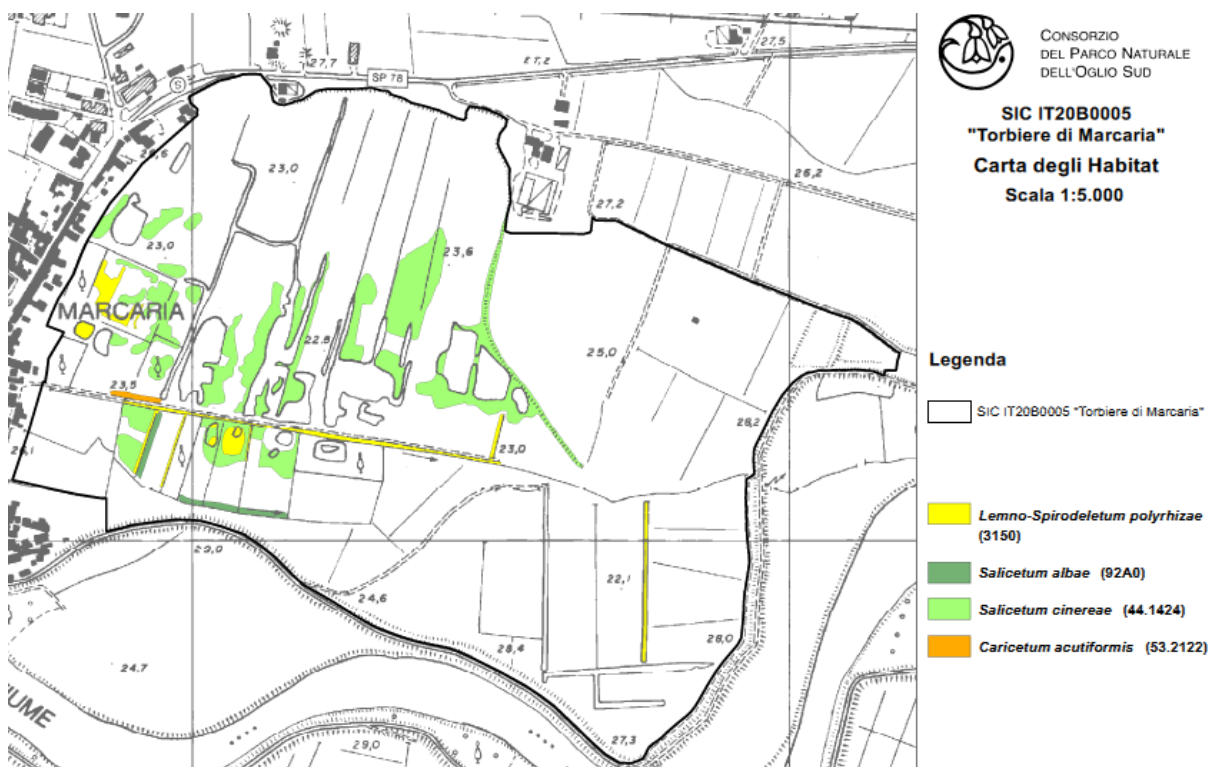 CONSORZIO
DEL PARCO NATURALE
DELL'OGLIO SUD
SIC IT20B0005
"Torbiere di Marcaria"
Carta degli Habitat
Scala 1:5.000
Legenda
SIC IT20B0005 "Torbiere di Marcaria"
Lemno-Spirodeletum polyrhizae
(3150)
Salicetum albae (92A0)
Salicetum cinereae (44.1424)
Caricetum acutiformis (53.2122)
27,5
27,7
27,2
SP 78
S
23,0
26,2
27,2
23,0
23,6
MARCARIA
22.8
25,0
23,5
28,2
23,0
29,0
22,1
24,6
28,4
26,0
24.7
UME
27,3
29,0